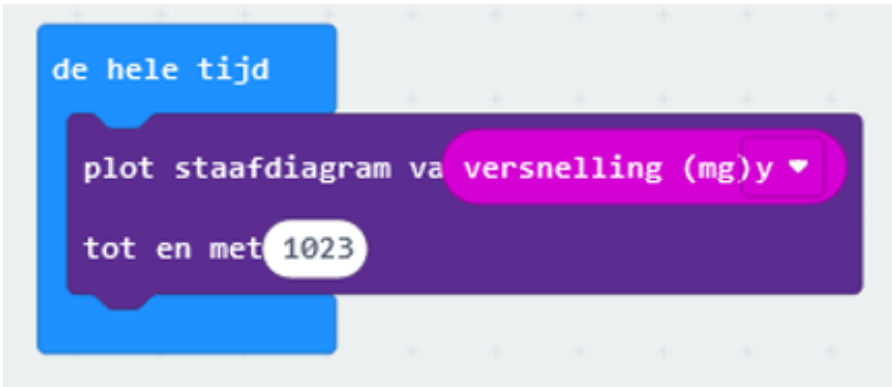 de hele tijd
plot staafdiagram va versnelling (mg) y
tot en met 1023